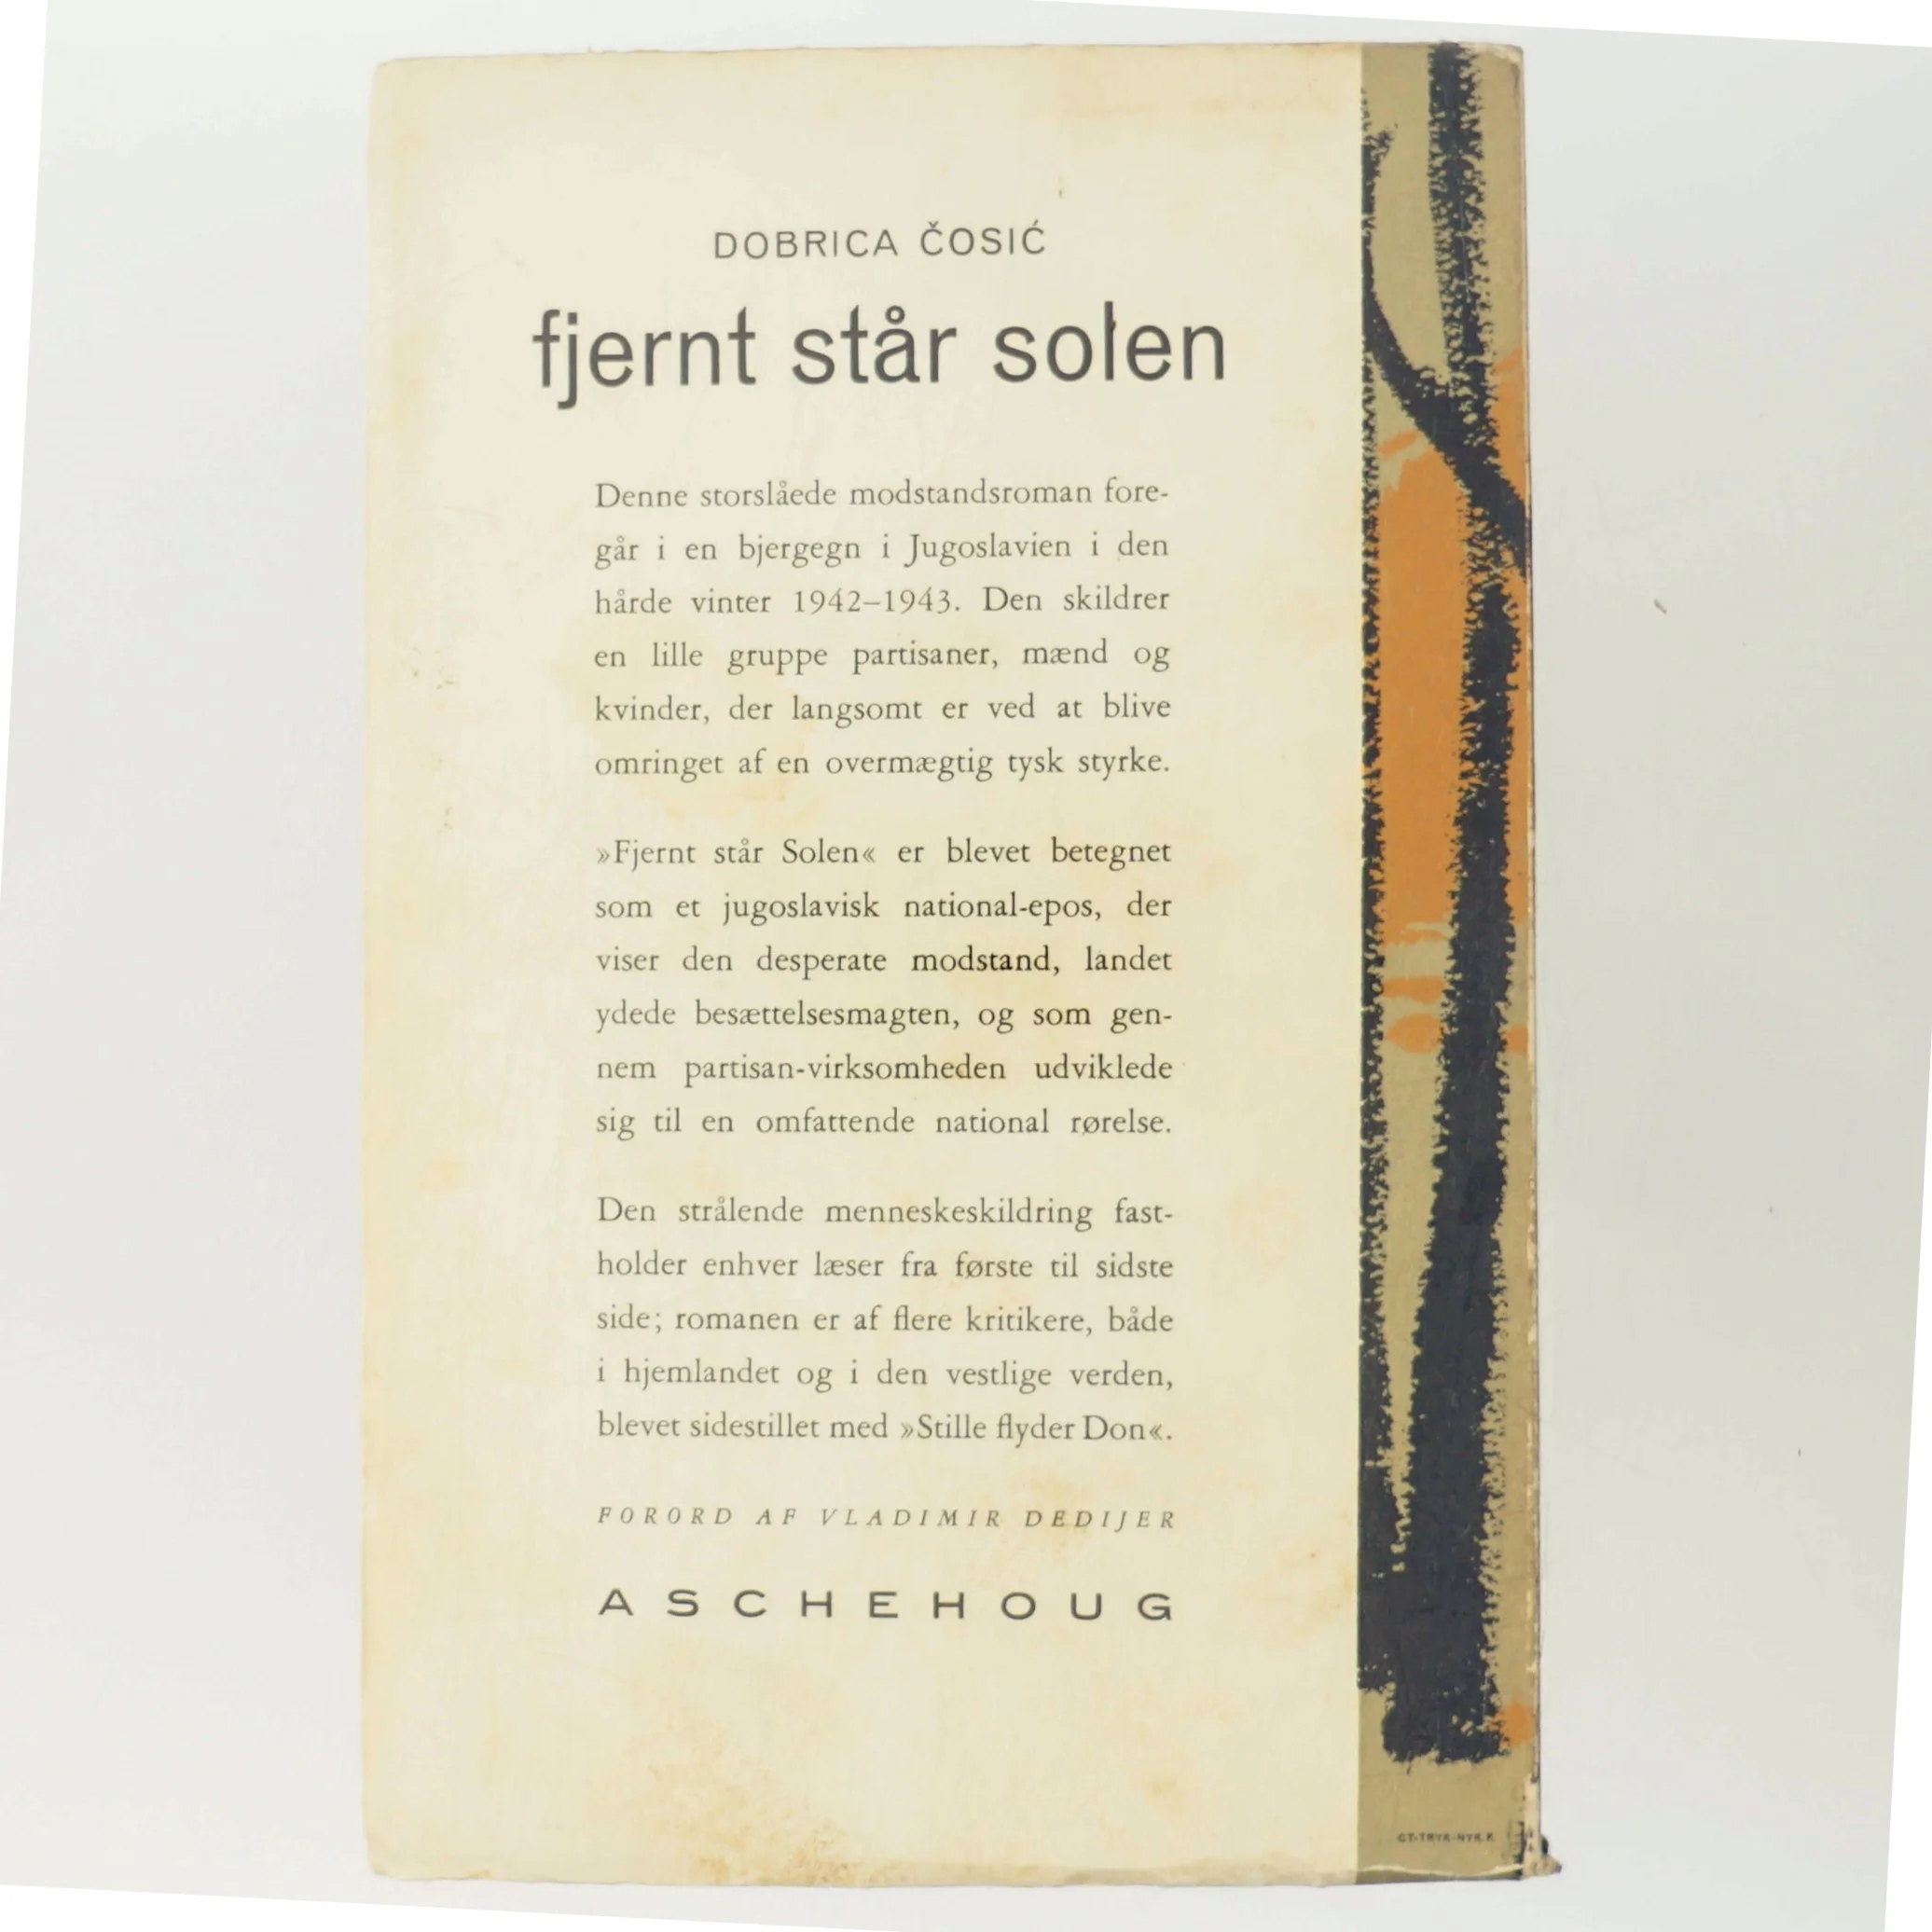 DOBRICA ČOSIĆ
fjernt står solen
Denne storslåede modstandsroman fore-
går i en bjergegn i Jugoslavien i den
hårde vinter 1942–1943. Den skildrer
en lille gruppe partisaner, mænd og
kvinder, der langsomt er ved at blive
omringet af en overmægtig tysk styrke.
»Fjernt står Solen« er blevet betegnet
som et jugoslavisk national-epos, der
viser den desperate modstand, landet
ydede besættelsesmagten, og som gen-
nem partisan-virksomheden udviklede
sig til en omfattende national rørelse.
Den strålende menneskeskildring fast-
holder enhver læser fra første til sidste
side; romanen er af flere kritikere, både
i hjemlandet og i den vestlige verden,
blevet sidestillet med »Stille flyder Don«.
FORORD AF VLADIMIR DEDIJER
ASCHEHOUG
CT-TRYK-NYK. F.